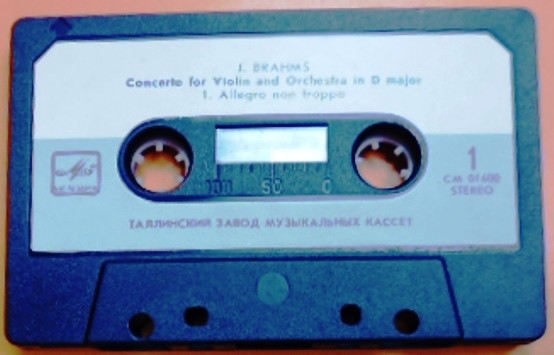 J. BRAHMS
Concerto for Violin and Orchestra in D major
1. Allegro non troppo
1
СМ 01600
STEREO
100 50 0
ТАЛЛИНСКИЙ ЗАВОД МУЗЫКАЛЬНЫХ КАССЕТ